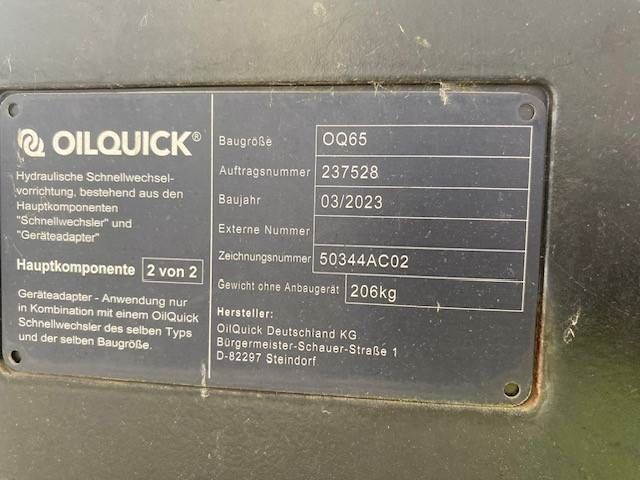 OILQUICK®
Hydraulische Schnellwechsel-
vorrichtung, bestehend aus den
Hauptkomponenten
"Schnellwechsler" und
"Geräteadapter"
Hauptkomponente 2 von 2
Geräteadapter - Anwendung nur
in Kombination mit einem OilQuick
Schnellwechsler des selben Typs
und der selben Baugröße.
Baugröße OQ65
Auftragsnummer 237528
Baujahr 03/2023
Externe Nummer
Zeichnungsnummer 50344AC02
Gewicht ohne Anbaugerät 206kg
Hersteller:
OilQuick Deutschland KG
Bürgermeister-Schauer-Straße 1
D-82297 Steindorf